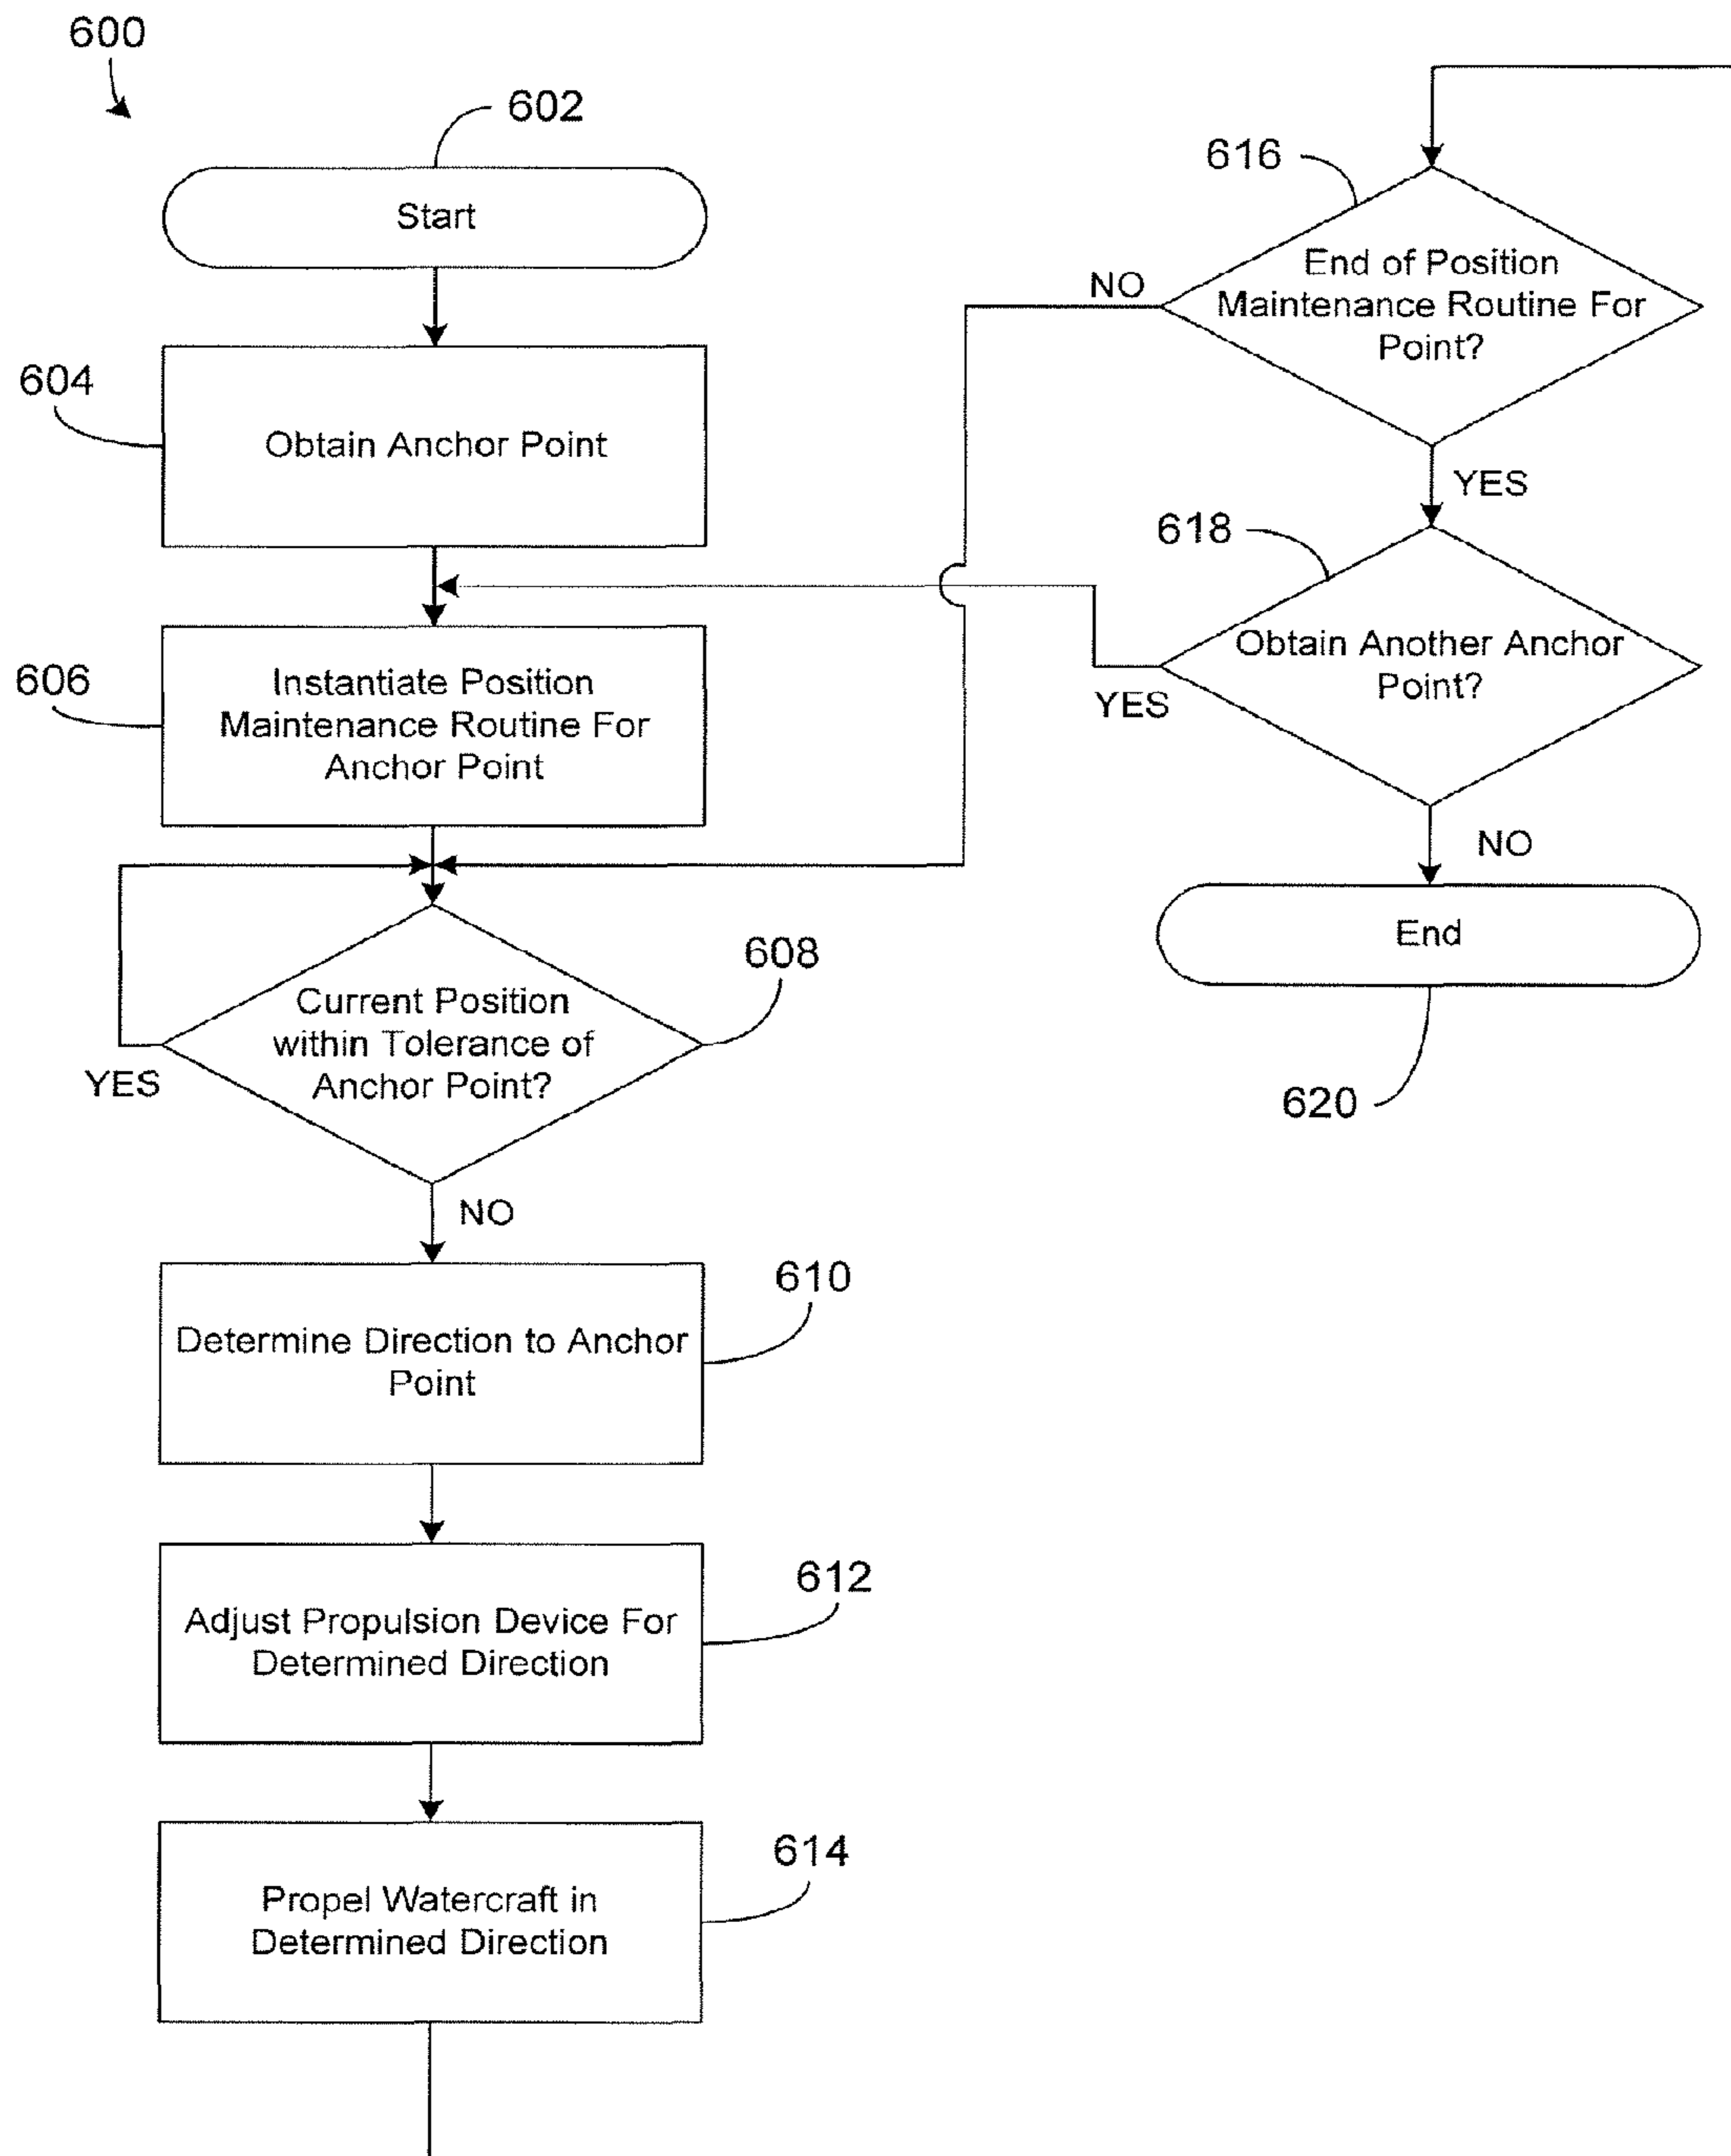 600
602
Start
604
Obtain Anchor Point
606
Instantiate Position
Maintenance Routine For
Anchor Point
608
Current Position
within Tolerance of
Anchor Point?
YES
NO
610
Determine Direction to Anchor
Point
612
Adjust Propulsion Device For
Determined Direction
614
Propel Watercraft in
Determined Direction
616
End of Position
Maintenance Routine For
Point?
NO
YES
618
Obtain Another Anchor
Point?
YES
NO
End
620